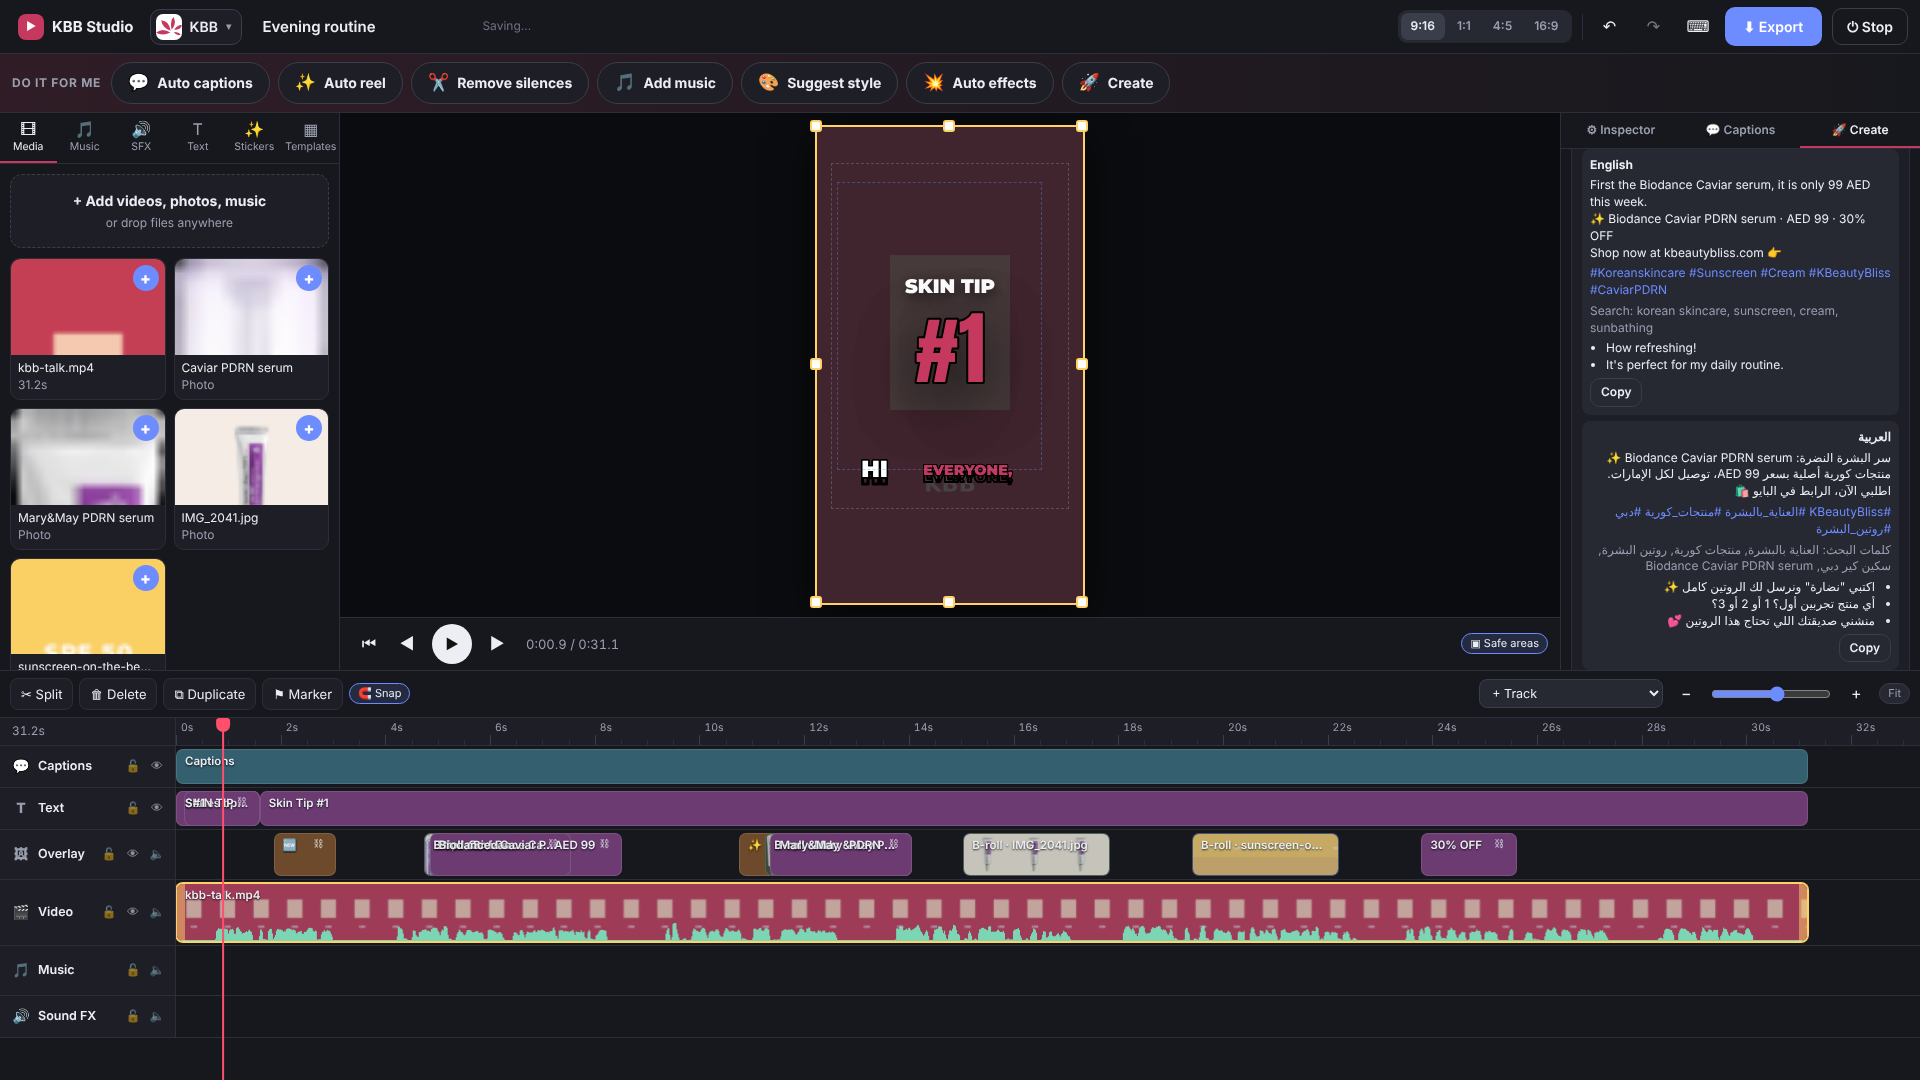 KBB Studio
KBB
Evening routine
Saving...
9:16
1:1
4:5
16:9
Export
Stop
DO IT FOR ME
Auto captions
Auto reel
Remove silences
Add music
Suggest style
Auto effects
Create
Media
Music
SFX
Text
Stickers
Templates
+ Add videos, photos, music
or drop files anywhere
kbb-talk.mp4
31.2s
Caviar PDRN serum
Photo
Mary&May PDRN serum
Photo
IMG_2041.jpg
Photo
sunscreen-on-the-be...
SKIN TIP
#1
HI
EVERYONE,
KBB
0:00.9 / 0:31.1
Safe areas
Inspector
Captions
Create
English
First the Biodance Caviar serum, it is only 99 AED
this week.
✨ Biodance Caviar PDRN serum · AED 99 · 30%
OFF
Shop now at kbeautybliss.com 👉
#Koreanskincare #Sunscreen #Cream #KBeautyBliss
#CaviarPDRN
Search: korean skincare, sunscreen, cream,
sunbathing
• How refreshing!
• It's perfect for my daily routine.
Copy
العربية
سر البشرة النضرة: Biodance Caviar PDRN serum ✨
منتجات كورية أصلية بسعر AED 99، توصيل لكل الإمارات.
اطلبي الآن، الرابط في البايو 🛍️
#KBeautyBliss #العناية_بالبشرة #منتجات_كورية #دبي
#روتين_البشرة
كلمات البحث: العناية بالبشرة, منتجات كورية, روتين البشرة,
سكين كير دبي, Biodance Caviar PDRN serum
• اكتبي "نضارة" ونرسل لك الروتين كامل ✨
• أي منتج تجربين أول؟ 1 أو 2 أو 3؟
• منشني صديقتك اللي تحتاج هذا الروتين 💕
Copy
Split
Delete
Duplicate
Marker
Snap
+ Track
Fit
31.2s
0s
2s
4s
6s
8s
10s
12s
14s
16s
18s
20s
22s
24s
26s
28s
30s
32s
Captions
Captions
Text
Skin Tip #1
Overlay
AED 99
B-roll · IMG_2041.jpg
B-roll · sunscreen-o...
30% OFF
Video
kbb-talk.mp4
Music
Sound FX